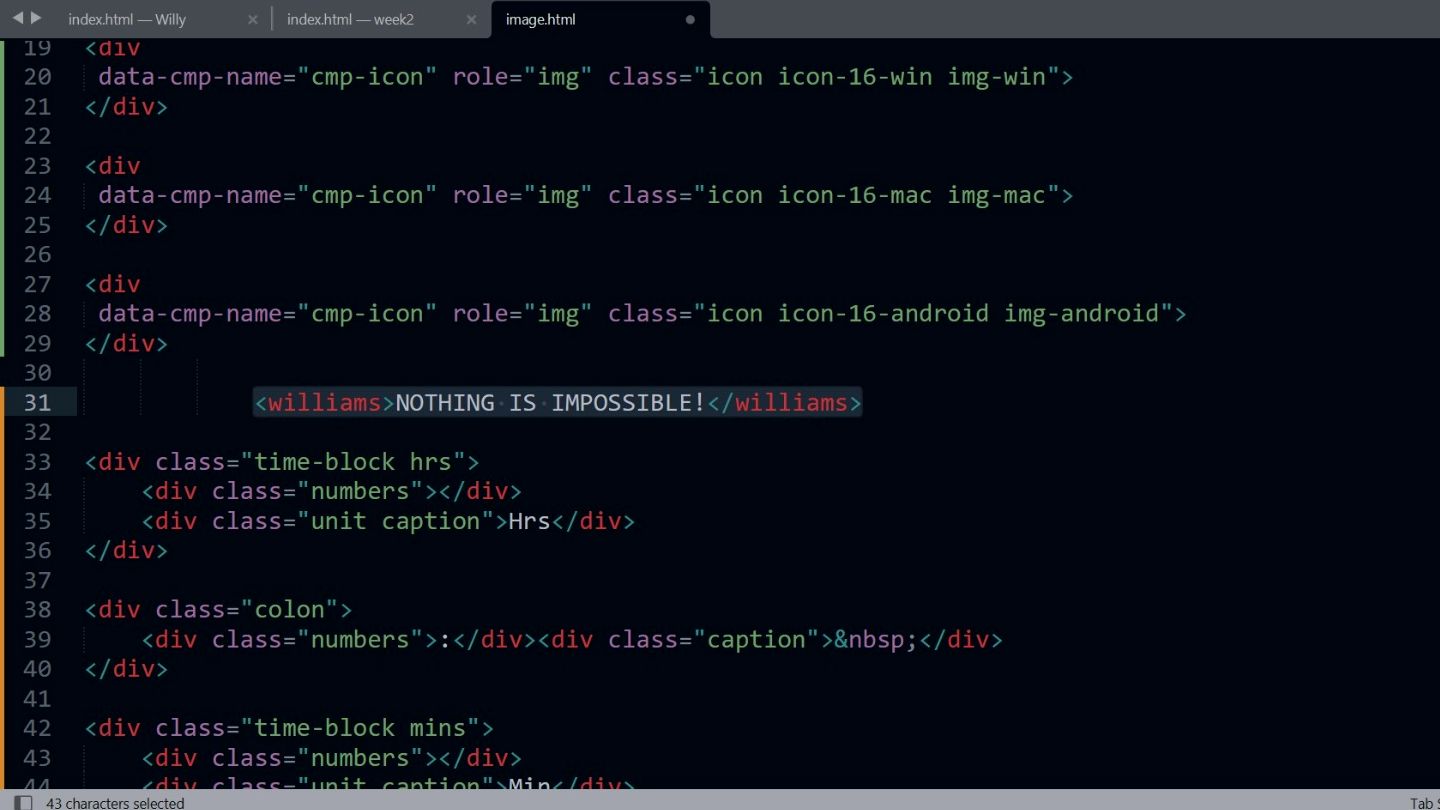 index.html — Willy × index.html — week2 × image.html
19 <div
20 data-cmp-name="cmp-icon" role="img" class="icon icon-16-win img-win">
21 </div>
22
23 <div
24 data-cmp-name="cmp-icon" role="img" class="icon icon-16-mac img-mac">
25 </div>
26
27 <div
28 data-cmp-name="cmp-icon" role="img" class="icon icon-16-android img-android">
29 </div>
30
31 <williams>NOTHING IS IMPOSSIBLE!</williams>
32
33 <div class="time-block hrs">
34 <div class="numbers"></div>
35 <div class="unit caption">Hrs</div>
36 </div>
37
38 <div class="colon">
39 <div class="numbers">:</div><div class="caption">&nbsp;</div>
40 </div>
41
42 <div class="time-block mins">
43 <div class="numbers"></div>
44 <div class="unit caption">Min</div>
43 characters selected Tab S